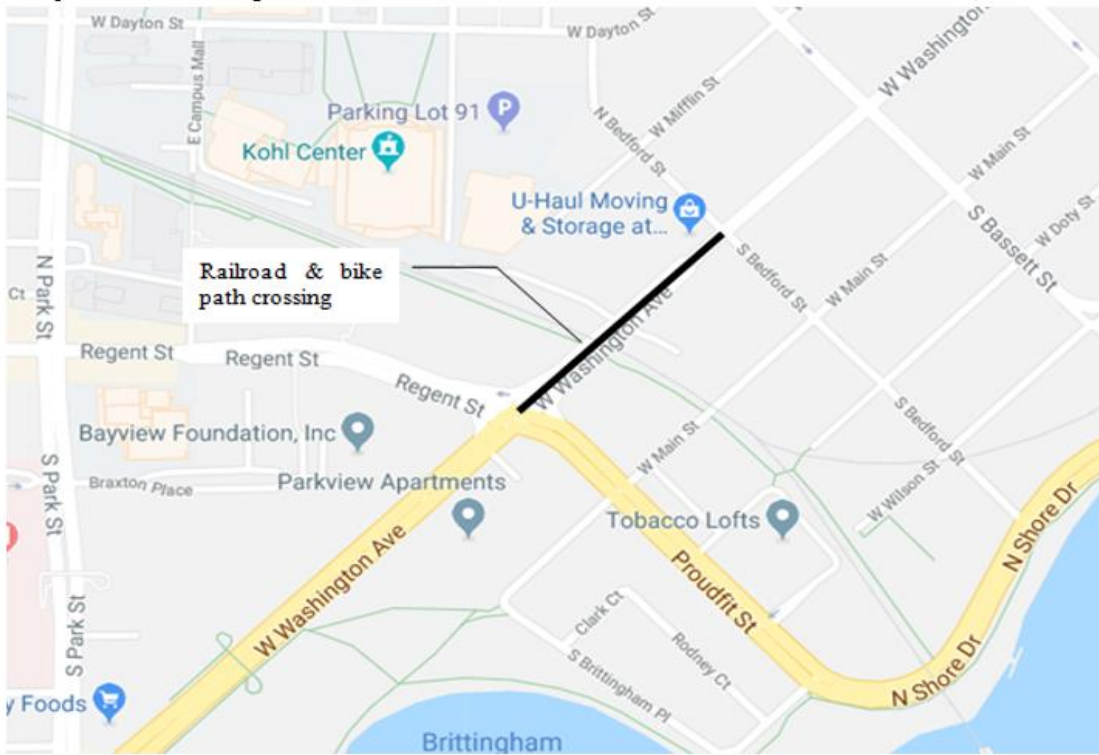 W Dayton St
W Dayton St
W Washington
E Campus Mall
Parking Lot 91
P
W Mifflin St
N Bedford St
Kohl Center
W Main St
U-Haul Moving
& Storage at...
S Bassett St
W Doty St
Railroad & bike
path crossing
S Bedford St
W Main St
N Park St
Ct
W Washington Ave
Regent St
Regent St
Regent St
Bayview Foundation, Inc
S Bedford St
W Main St
S Park St
Braxton Place
Parkview Apartments
W Wilson St
Tobacco Lofts
N Shore Dr
W Washington Ave
Proudfit St
S Park St
Clark Ct
Rodney Ct
S Brittingham Pl
N Shore Dr
y Foods
Brittingham